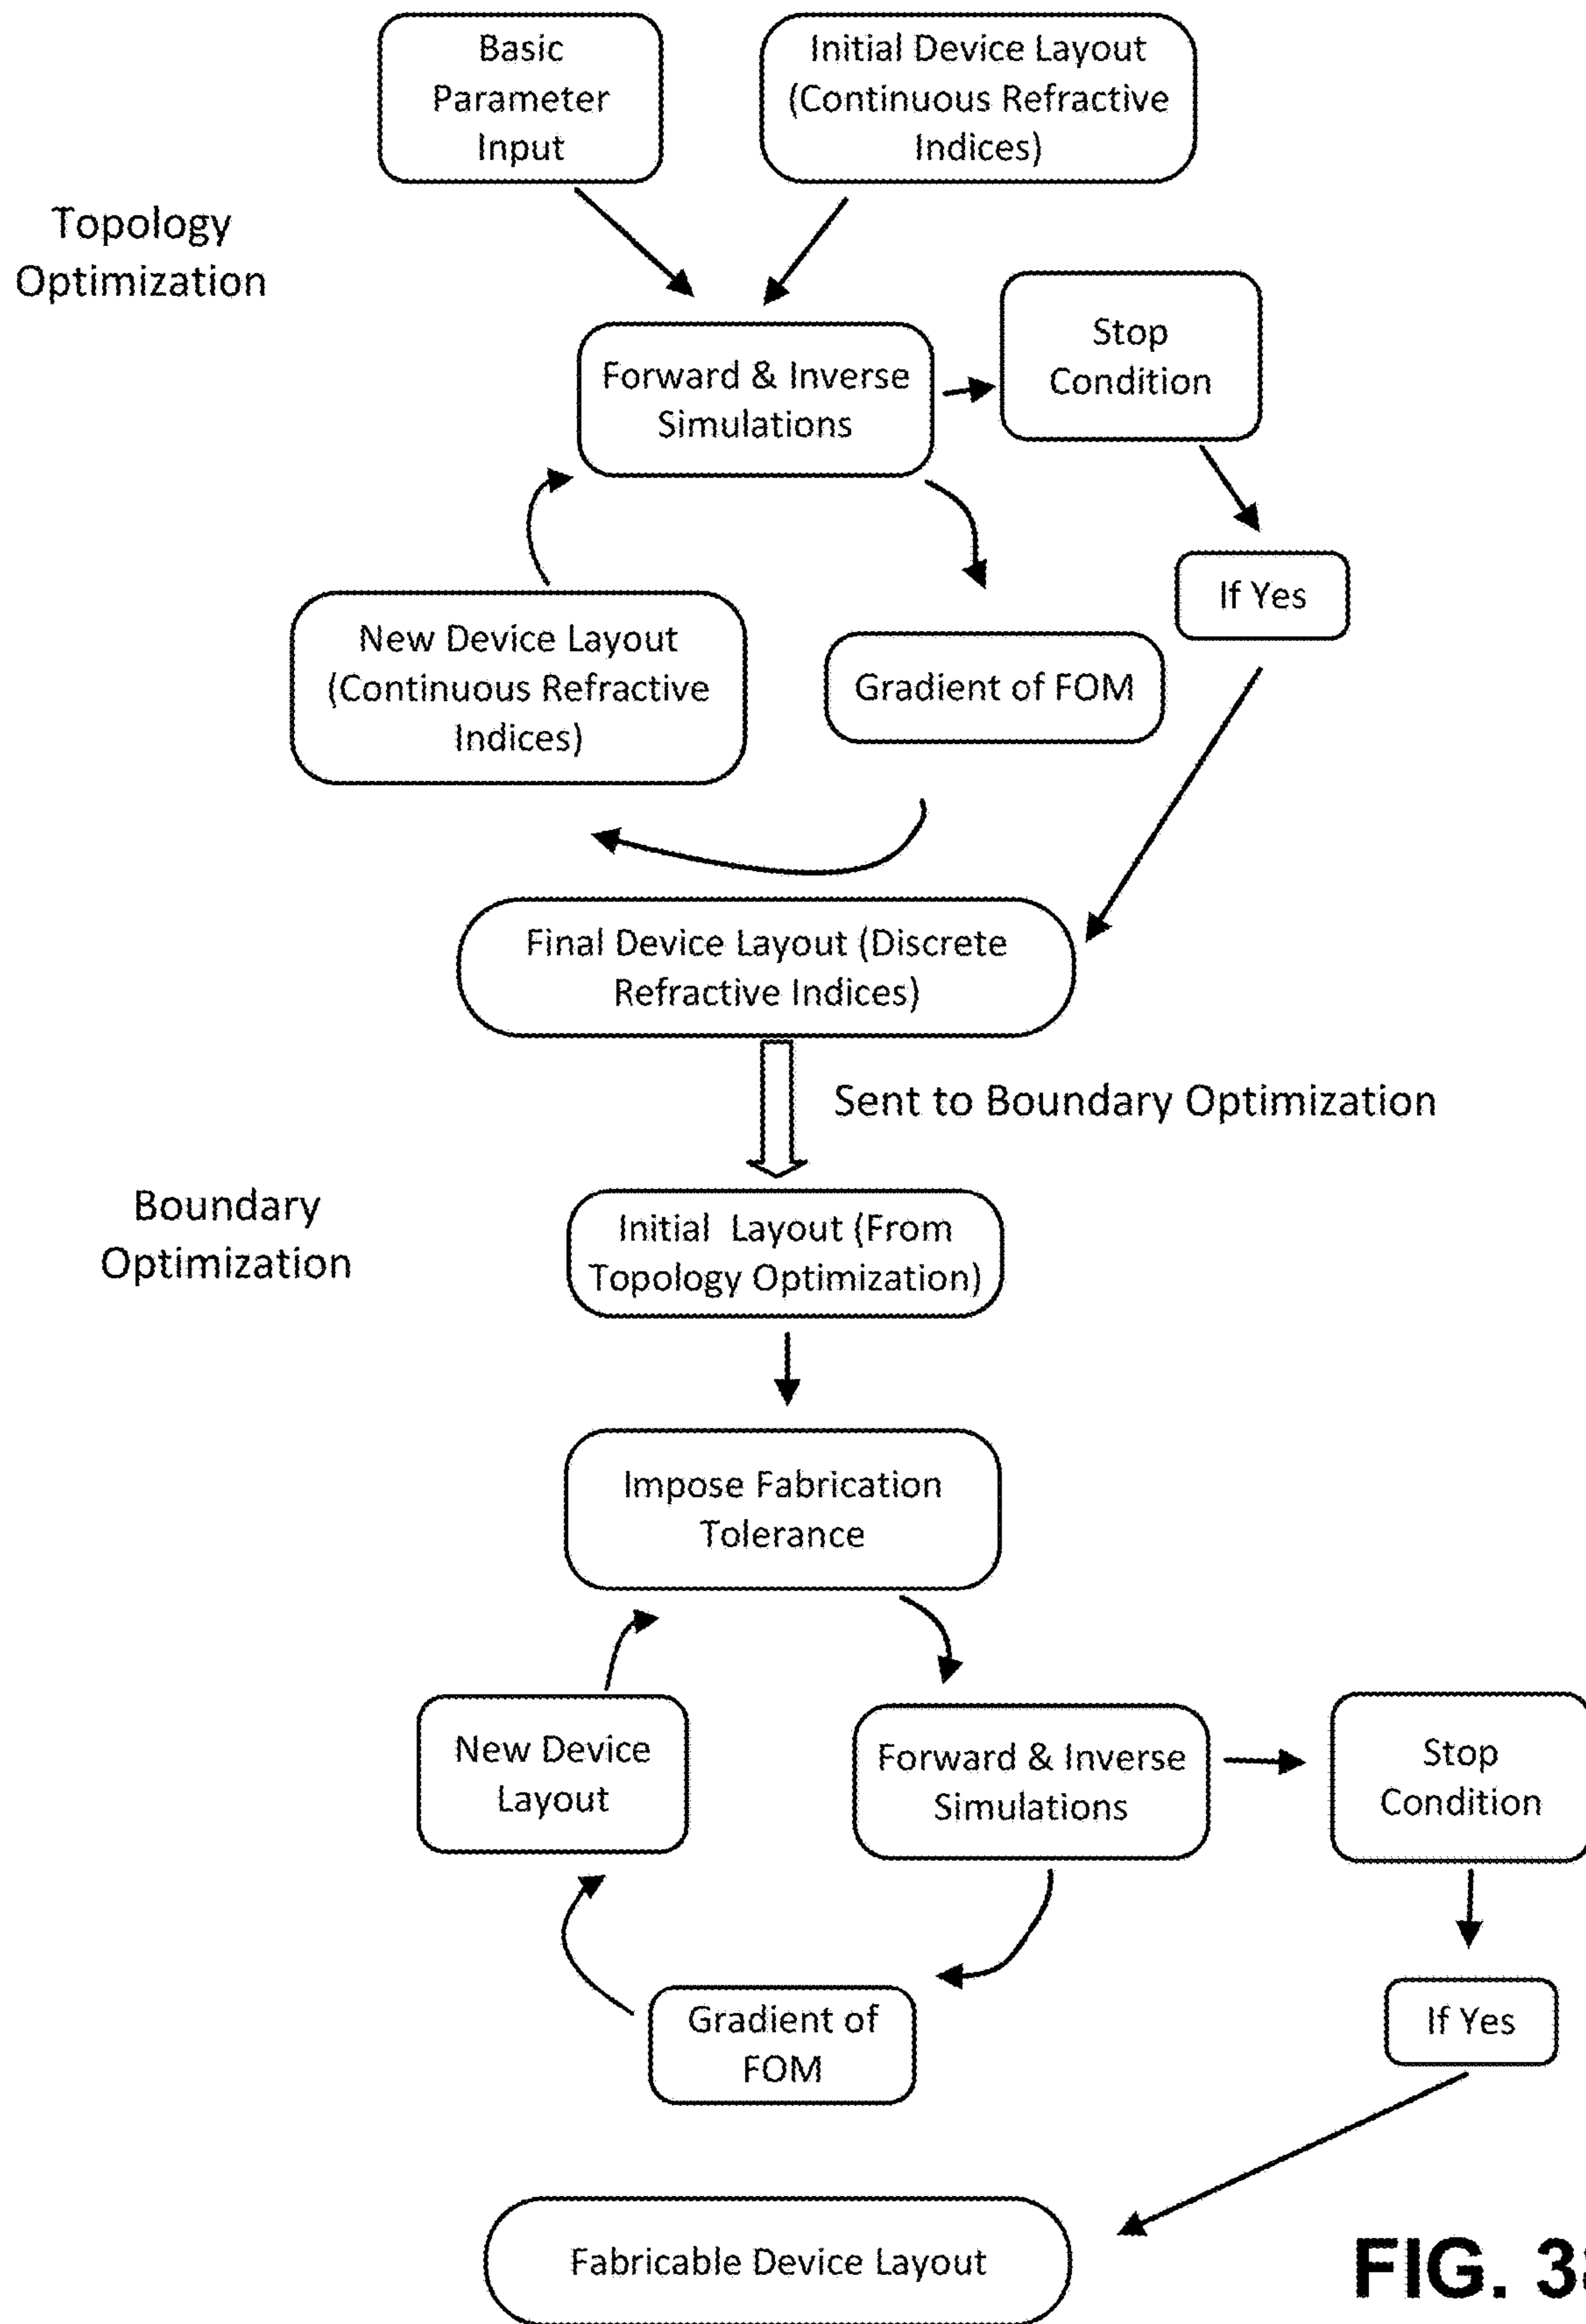 Basic
Parameter
Input
Initial Device Layout
(Continuous Refractive
Indices)
Topology
Optimization
Forward & Inverse
Simulations
Stop
Condition
If Yes
New Device Layout
(Continuous Refractive
Indices)
Gradient of FOM
Final Device Layout (Discrete
Refractive Indices)
Sent to Boundary Optimization
Boundary
Optimization
Initial Layout (From
Topology Optimization)
Impose Fabrication
Tolerance
New Device
Layout
Forward & Inverse
Simulations
Stop
Condition
Gradient of
FOM
If Yes
Fabricable Device Layout
FIG.